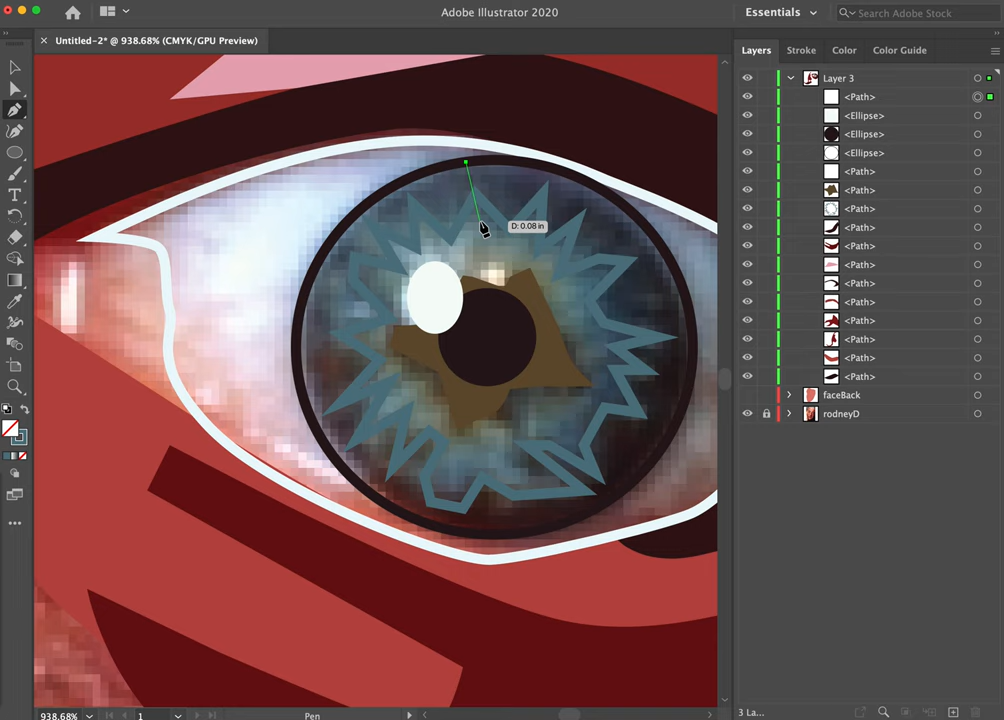 Adobe Illustrator 2020
Essentials
Search Adobe Stock
Untitled-2* @ 938.68% (CMYK/GPU Preview)
Layers Stroke Color Color Guide
Layer 3
<Path>
<Ellipse>
<Ellipse>
<Ellipse>
<Path>
<Path>
<Path>
<Path>
<Path>
<Path>
<Path>
<Path>
<Path>
<Path>
<Path>
<Path>
faceBack
rodneyD
D: 0.08 in
T
938.68% 1 Pen
3 La...